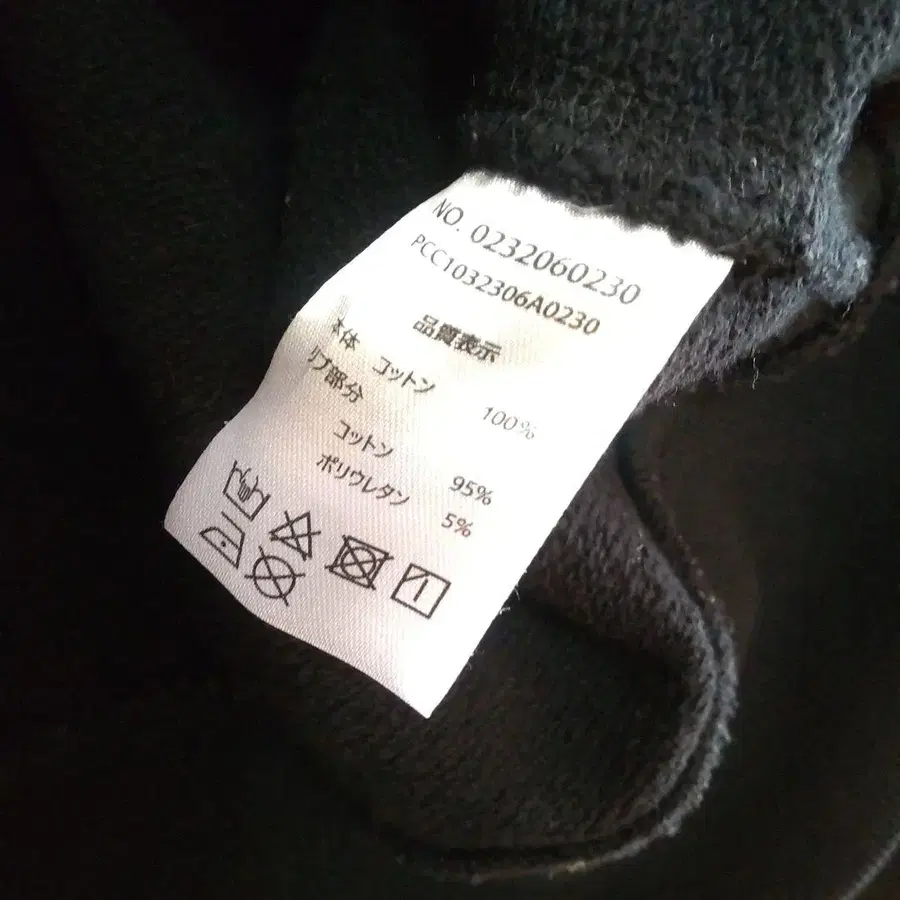 NO. 0232060230
PCC1032306A0230
品質表示
本体 コットン 100%
リブ部分
コットン 95%
ポリウレタン 5%